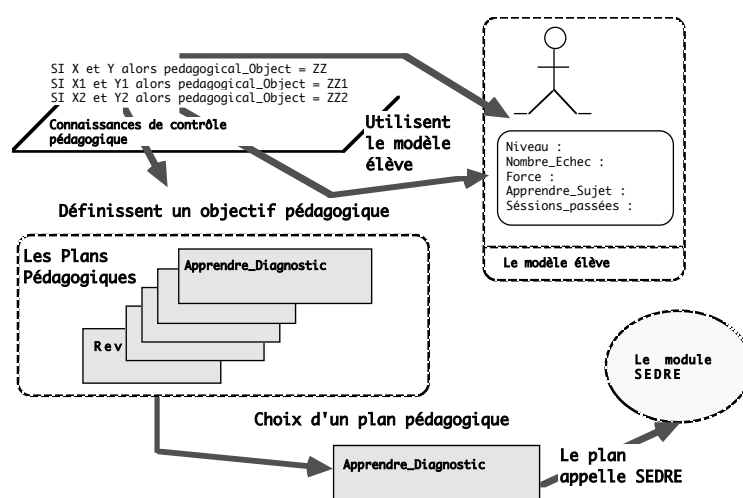 SI X et Y alors pedagogical_Object = ZZ
SI X1 et Y1 alors pedagogical_Object = ZZ1
SI X2 et Y2 alors pedagogical_Object = ZZ2
Connaissances de contrôle
pédagogique
Utilisent
le modèle
élève
Niveau :
Nombre_Echec :
Force :
Apprendre_Sujet :
Séssions_passées :
Le modèle élève
Définissent un objectif pédagogique
Les Plans
Pédagogiques
Apprendre_Diagnostic
Rev
Le module
SEDRE
Choix d'un plan pédagogique
Apprendre_Diagnostic
Le plan
appelle SEDRE